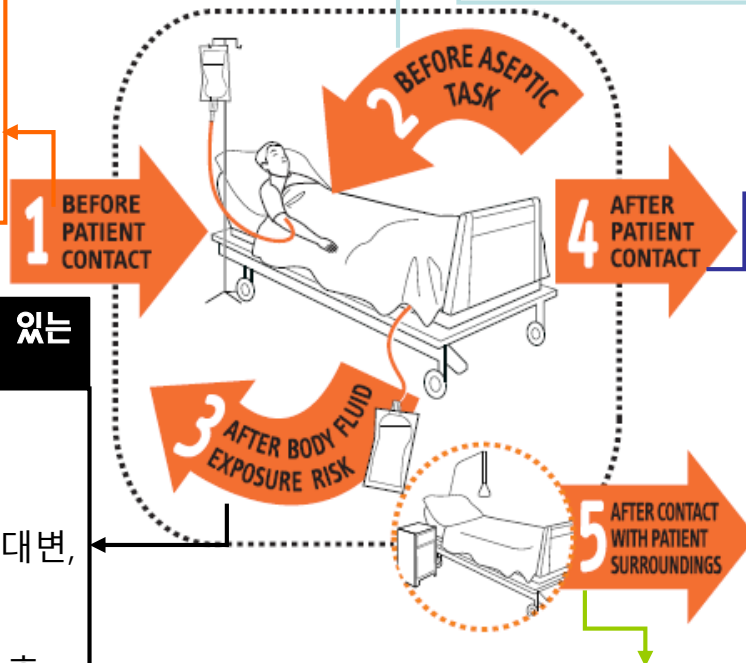 2 BEFORE ASEPTIC
TASK
1 BEFORE
PATIENT
CONTACT
4 AFTER
PATIENT
CONTACT
있는
3 AFTER BODY FLUID
EXPOSURE RISK
대변,
5 AFTER CONTACT
WITH PATIENT
SURROUNDINGS